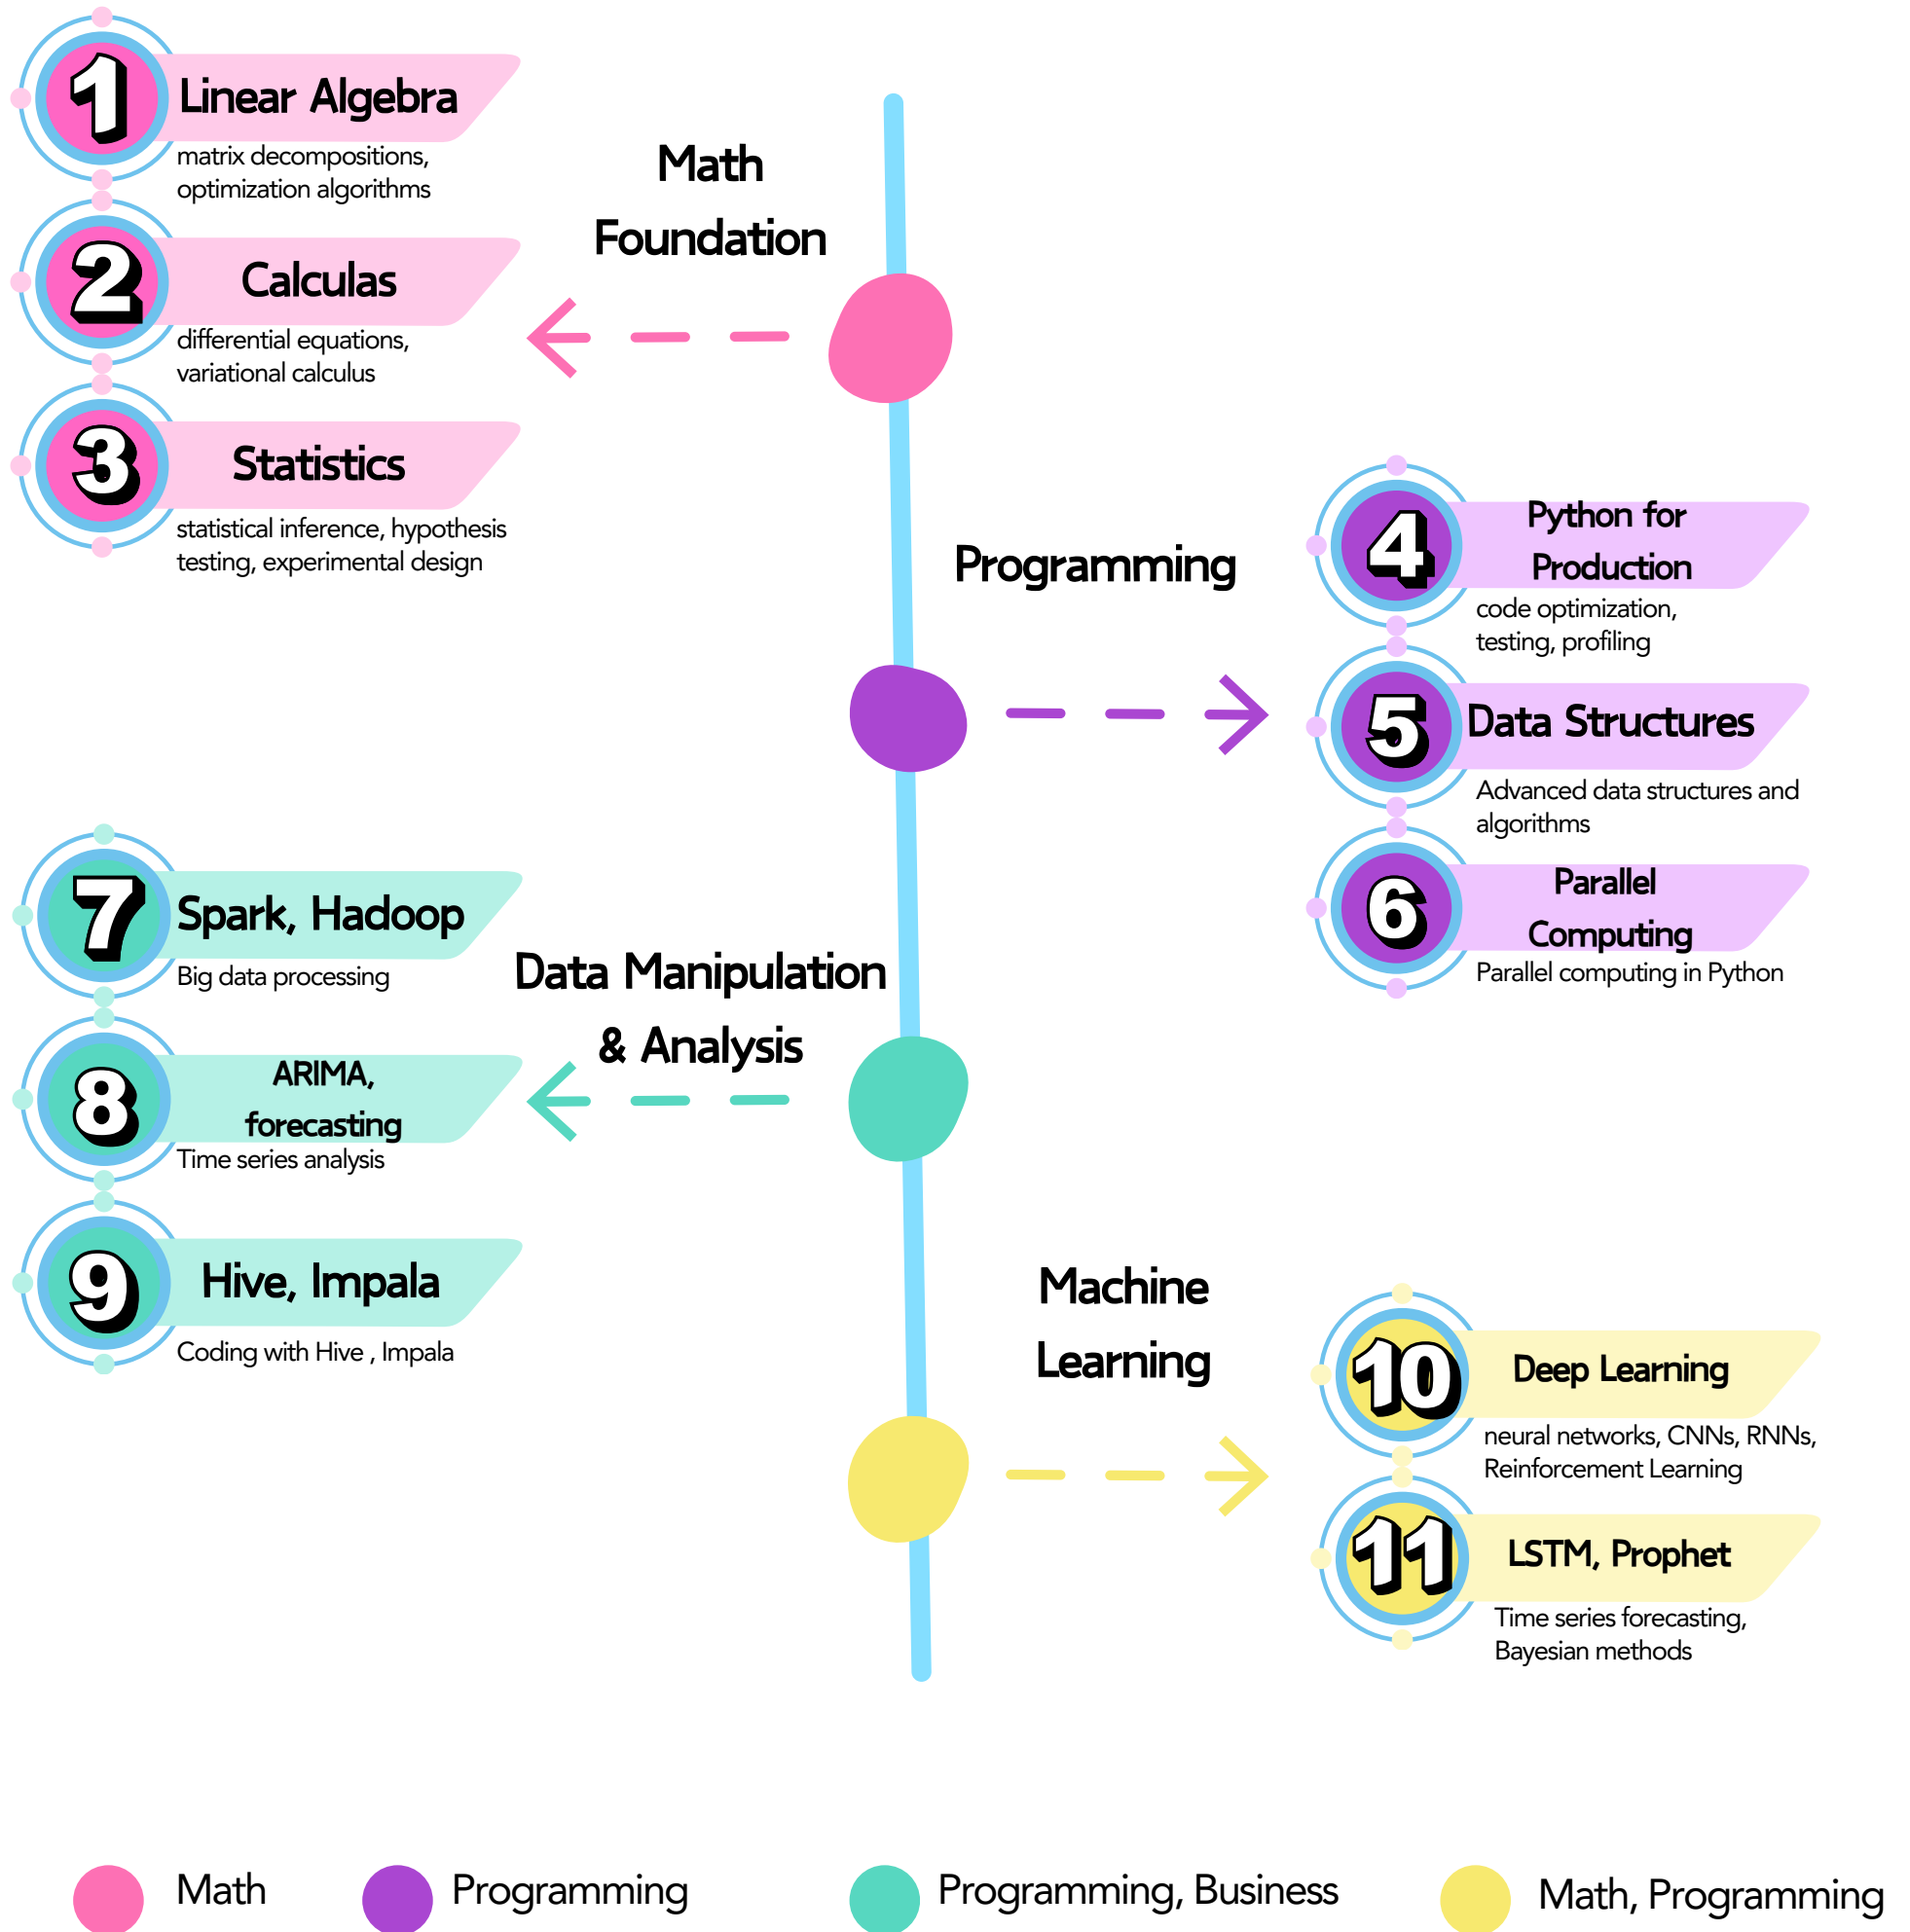 1
Linear Algebra
matrix decompositions,
optimization algorithms
2
Calculas
differential equations,
variational calculus
3
Statistics
statistical inference, hypothesis
testing, experimental design
Math
Foundation
Programming
4
Python for
Production
code optimization,
testing, profiling
5
Data Structures
Advanced data structures and
algorithms
6
Parallel
Computing
Parallel computing in Python
7
Spark, Hadoop
Big data processing
8
ARIMA,
forecasting
Time series analysis
9
Hive, Impala
Coding with Hive , Impala
Data Manipulation
& Analysis
Machine
Learning
10
Deep Learning
neural networks, CNNs, RNNs,
Reinforcement Learning
11
LSTM, Prophet
Time series forecasting,
Bayesian methods
Math
Programming
Programming, Business
Math, Programming